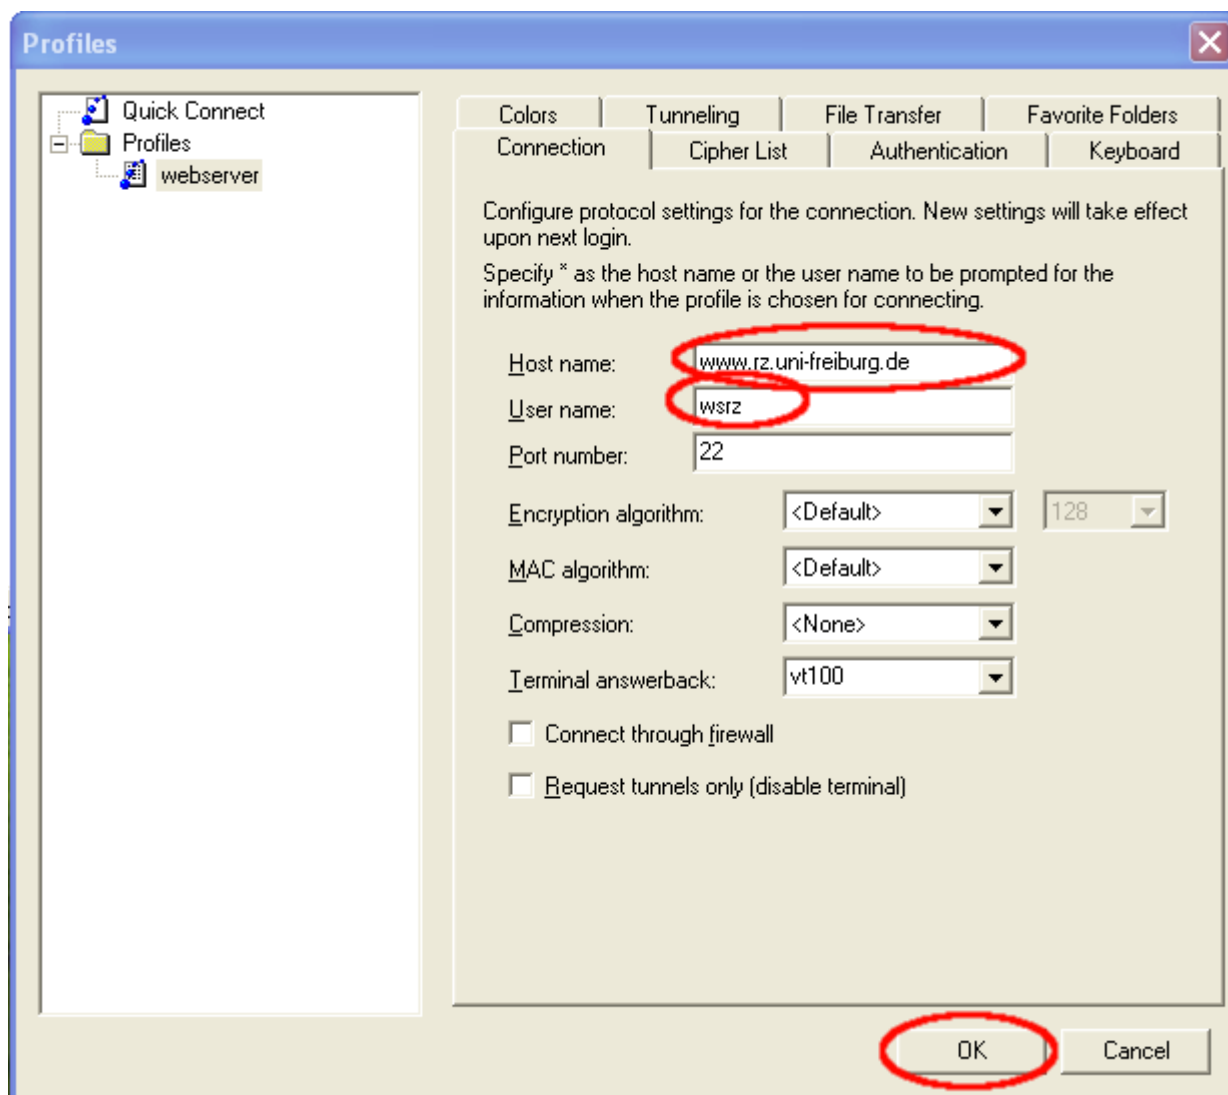 Profiles
Quick Connect
Profiles
webserver
Colors Tunneling File Transfer Favorite Folders
Connection Cipher List Authentication Keyboard
Configure protocol settings for the connection. New settings will take effect
upon next login.
Specify * as the host name or the user name to be prompted for the
information when the profile is chosen for connecting.
Host name: www.rz.uni-freiburg.de
User name: wsrz
Port number: 22
Encryption algorithm: <Default> 128
MAC algorithm: <Default>
Compression: <None>
Terminal answerback: vt100
Connect through firewall
Request tunnels only (disable terminal)
OK Cancel